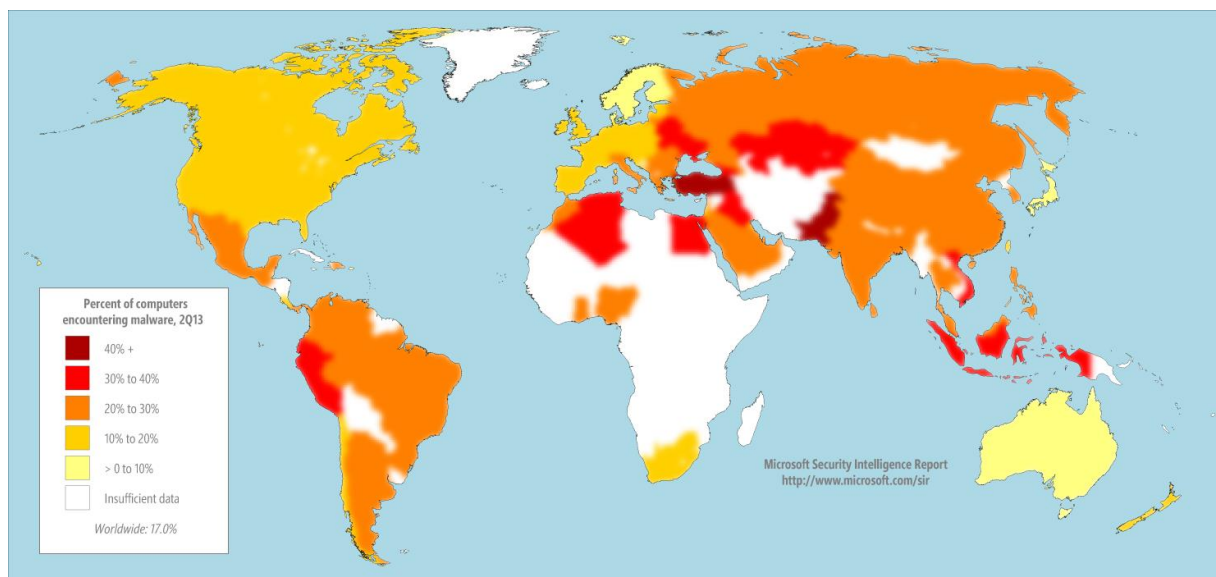 Percent of computers
encountering malware, 2Q13
40% +
30% to 40%
20% to 30%
10% to 20%
> 0 to 10%
Insufficient data
Worldwide: 17.0%
Microsoft Security Intelligence Report
http://www.microsoft.com/sir